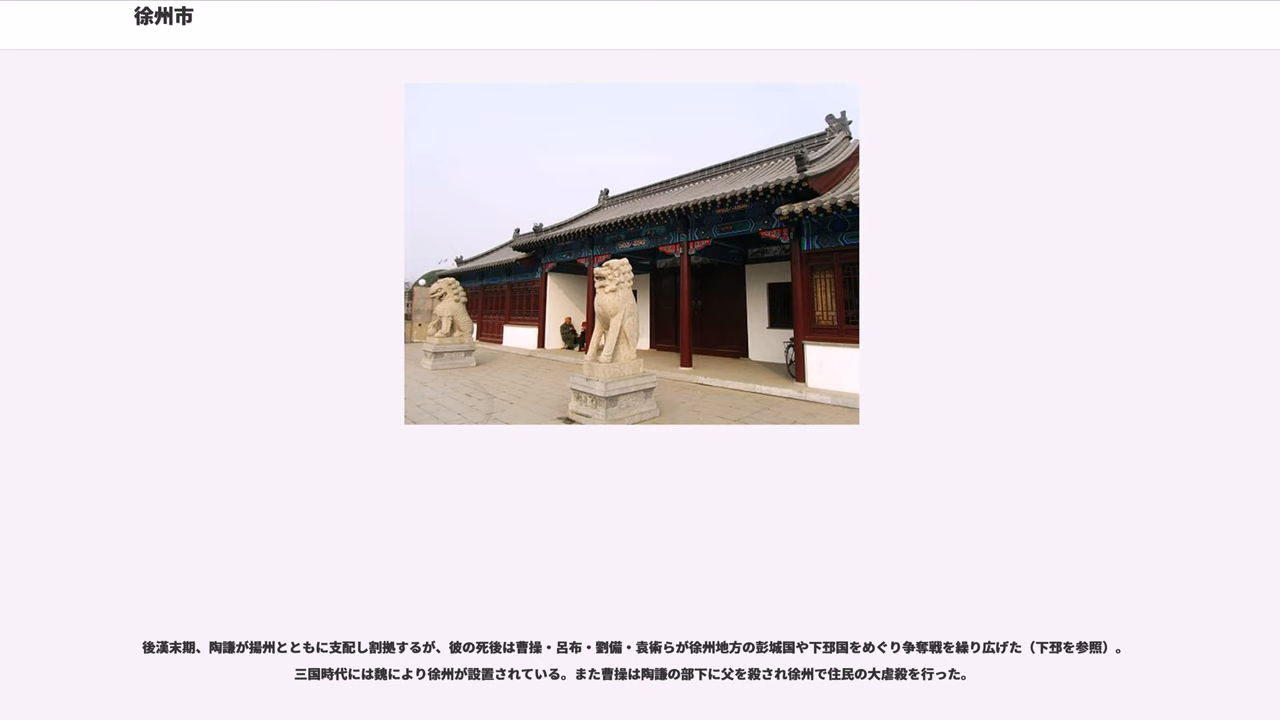 徐州市
後漢末期、陶謙が揚州とともに支配し割拠するが、彼の死後は曹操・呂布・劉備・袁術らが徐州地方の彭城国や下邳国をめぐり争奪戦を繰り広げた（下邳を参照）。
三国時代には魏により徐州が設置されている。また曹操は陶謙の部下に父を殺され徐州で住民の大虐殺を行った。